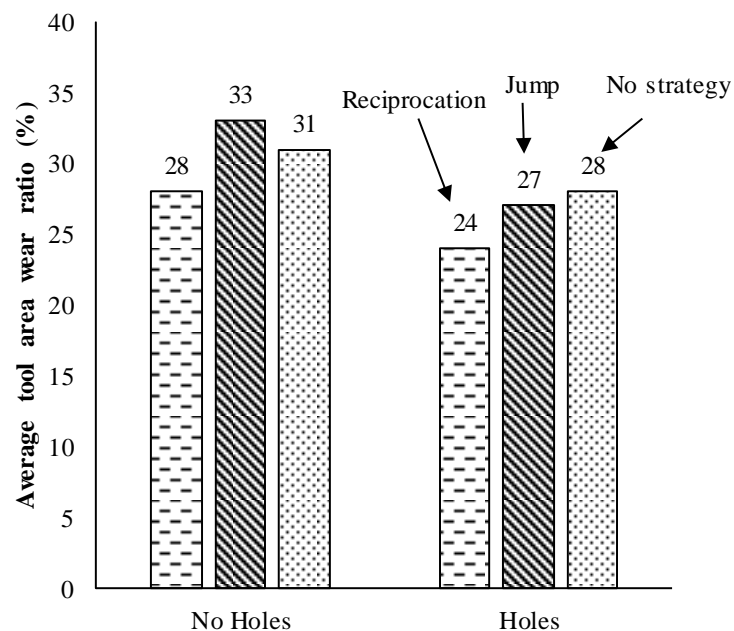 Average tool area wear ratio (%)
40
35
30
25
20
15
10
5
0
28
33
31
Reciprocation
Jump
No strategy
24
27
28
No Holes
Holes